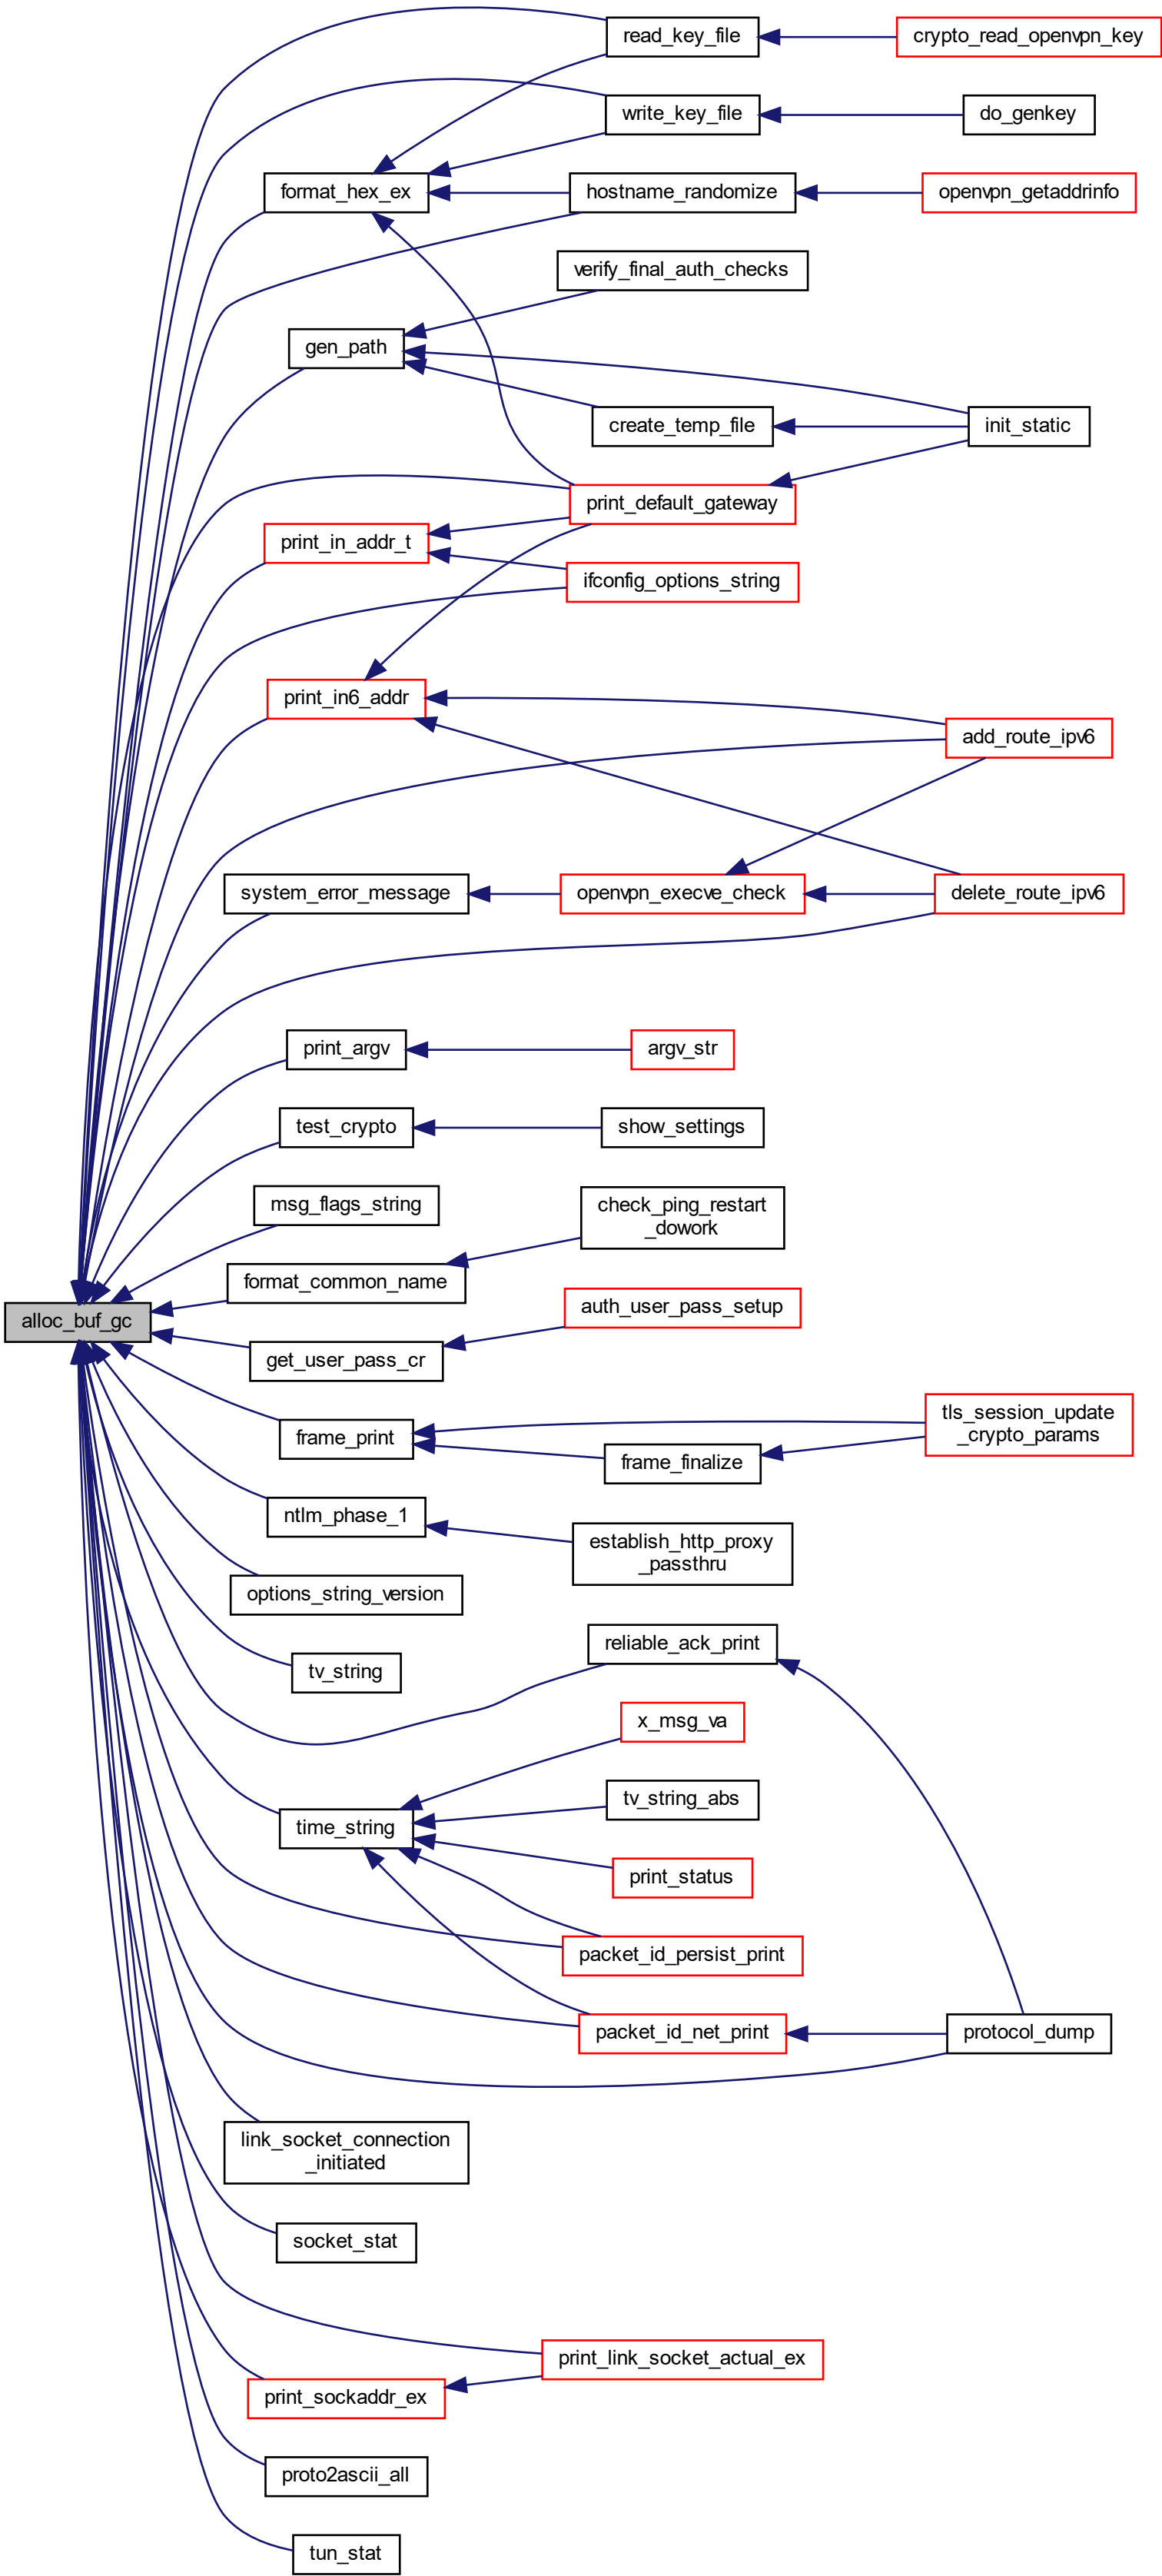 read_key_file
crypto_read_openvpn_key
write_key_file
do_genkey
format_hex_ex
hostname_randomize
openvpn_getaddrinfo
verify_final_auth_checks
gen_path
create_temp_file
init_static
print_default_gateway
print_in_addr_t
ifconfig_options_string
print_in6_addr
add_route_ipv6
system_error_message
openvpn_execve_check
delete_route_ipv6
print_argv
argv_str
test_crypto
show_settings
msg_flags_string
check_ping_restart
_dowork
format_common_name
auth_user_pass_setup
alloc_buf_gc
get_user_pass_cr
tls_session_update
_crypto_params
frame_print
frame_finalize
ntlm_phase_1
establish_http_proxy
_passthru
options_string_version
reliable_ack_print
tv_string
x_msg_va
tv_string_abs
time_string
print_status
packet_id_persist_print
packet_id_net_print
protocol_dump
link_socket_connection
_initiated
socket_stat
print_link_socket_actual_ex
print_sockaddr_ex
proto2ascii_all
tun_stat